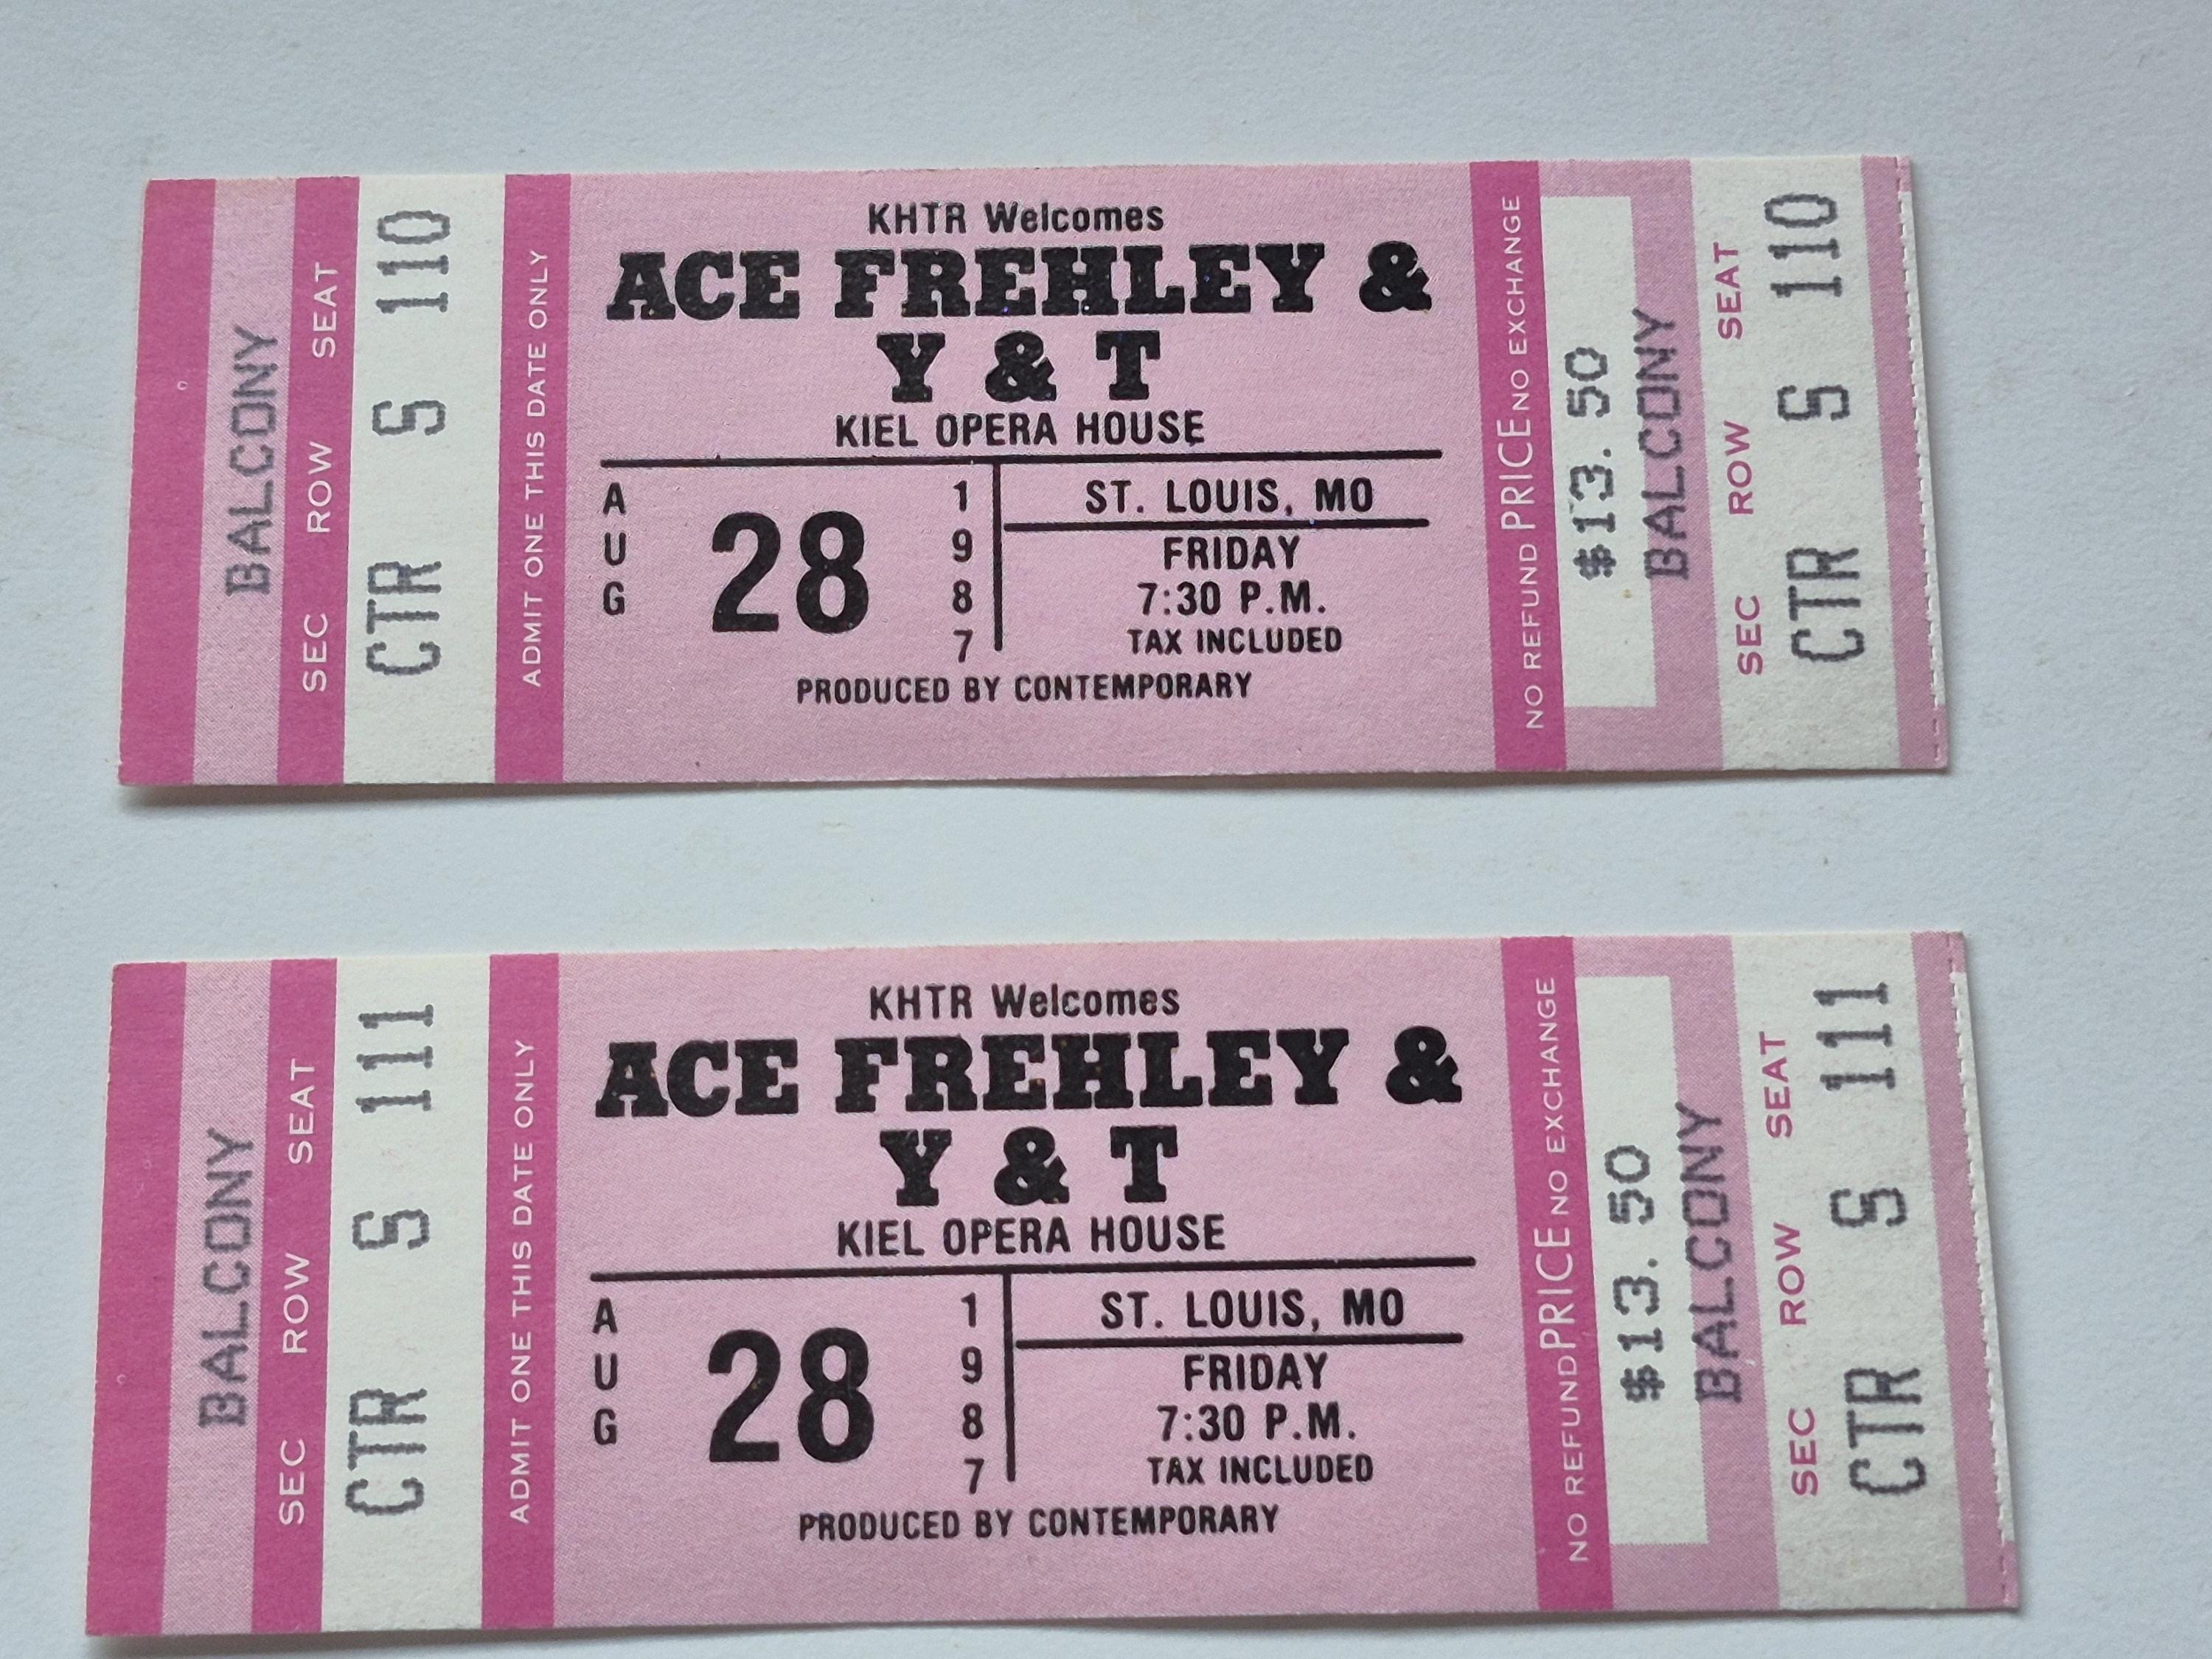 BALCONY
SEC ROW SEAT
CTR S 110
ADMIT ONE THIS DATE ONLY
KHTR Welcomes
ACE FREHLEY &
Y & T
KIEL OPERA HOUSE
AUG 28 1987
ST. LOUIS, MO
FRIDAY
7:30 P.M.
TAX INCLUDED
PRODUCED BY CONTEMPORARY
NO REFUND PRICE NO EXCHANGE
$13.50
BALCONY
SEC ROW SEAT
CTR S 110
BALCONY
SEC ROW SEAT
CTR S 111
ADMIT ONE THIS DATE ONLY
KHTR Welcomes
ACE FREHLEY &
Y & T
KIEL OPERA HOUSE
AUG 28 1987
ST. LOUIS, MO
FRIDAY
7:30 P.M.
TAX INCLUDED
PRODUCED BY CONTEMPORARY
NO REFUND PRICE NO EXCHANGE
$13.50
BALCONY
SEC ROW SEAT
CTR S 111